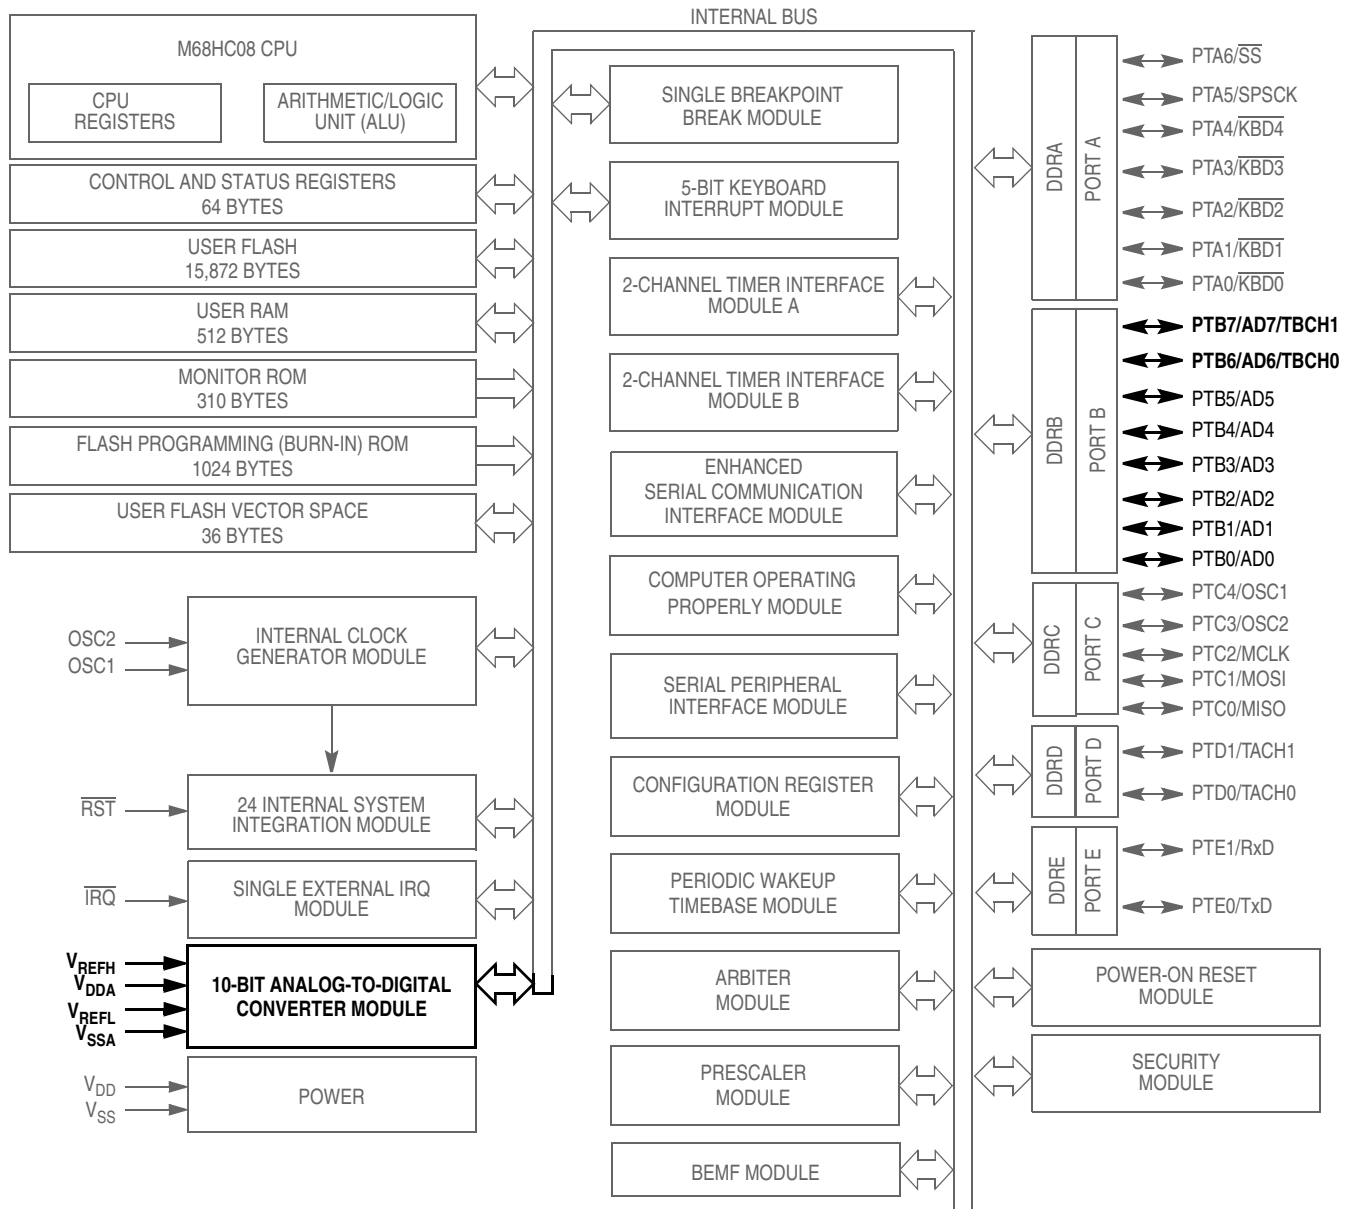 INTERNAL BUS
M68HC08 CPU
CPU
REGISTERS
ARITHMETIC/LOGIC
UNIT (ALU)
CONTROL AND STATUS REGISTERS
64 BYTES
USER FLASH
15,872 BYTES
USER RAM
512 BYTES
MONITOR ROM
310 BYTES
FLASH PROGRAMMING (BURN-IN) ROM
1024 BYTES
USER FLASH VECTOR SPACE
36 BYTES
OSC2
OSC1
INTERNAL CLOCK
GENERATOR MODULE
RST
24 INTERNAL SYSTEM
INTEGRATION MODULE
IRQ
SINGLE EXTERNAL IRQ
MODULE
VREFH
VDDA
VREFL
VSSA
10-BIT ANALOG-TO-DIGITAL
CONVERTER MODULE
VDD
VSS
POWER
SINGLE BREAKPOINT
BREAK MODULE
5-BIT KEYBOARD
INTERRUPT MODULE
2-CHANNEL TIMER INTERFACE
MODULE A
2-CHANNEL TIMER INTERFACE
MODULE B
ENHANCED
SERIAL COMMUNICATION
INTERFACE MODULE
COMPUTER OPERATING
PROPERLY MODULE
SERIAL PERIPHERAL
INTERFACE MODULE
CONFIGURATION REGISTER
MODULE
PERIODIC WAKEUP
TIMEBASE MODULE
ARBITER
MODULE
PRESCALER
MODULE
BEMF MODULE
DDRA
PORT A
PTA6/SS
PTA5/SPSCK
PTA4/KBD4
PTA3/KBD3
PTA2/KBD2
PTA1/KBD1
PTA0/KBD0
DDRB
PORT B
PTB7/AD7/TBCH1
PTB6/AD6/TBCH0
PTB5/AD5
PTB4/AD4
PTB3/AD3
PTB2/AD2
PTB1/AD1
PTB0/AD0
DDRC
PORT C
PTC4/OSC1
PTC3/OSC2
PTC2/MCLK
PTC1/MOSI
PTC0/MISO
DDRD
PORT D
PTD1/TACH1
PTD0/TACH0
DDRE
PORT E
PTE1/RxD
PTE0/TxD
POWER-ON RESET
MODULE
SECURITY
MODULE